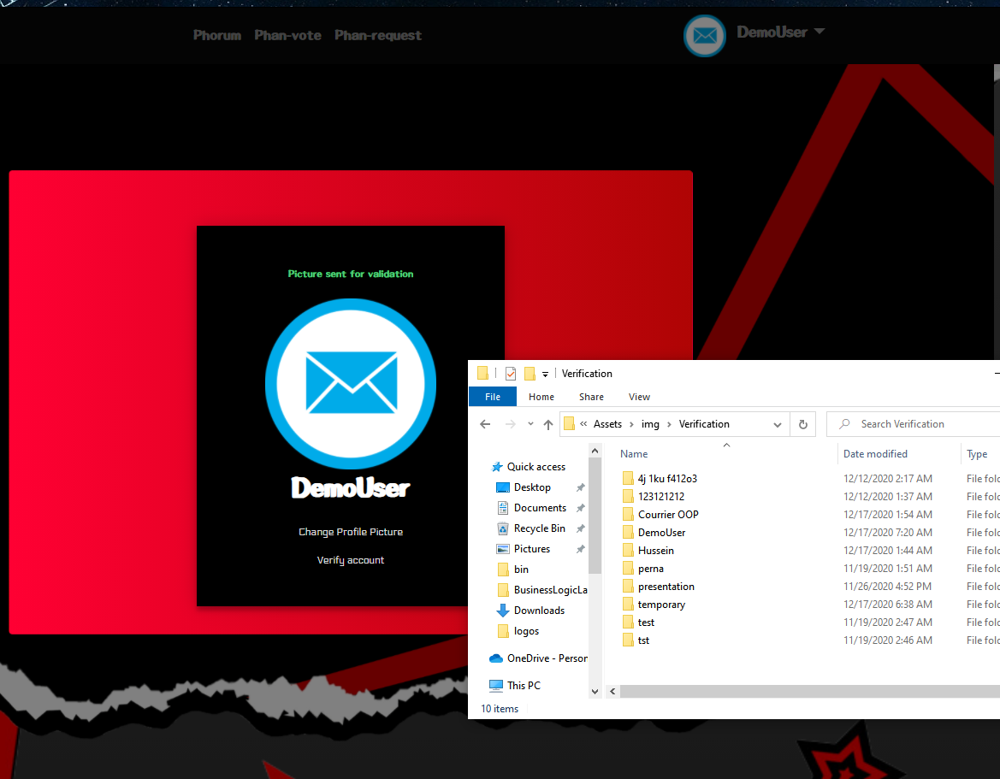 Phorum Phan-vote Phan-request DemoUser
Picture sent for validation
DemoUser
Change Profile Picture
Verify account
Verification
File Home Share View
« Assets › img › Verification
Search Verification
Quick access
Desktop
Documents
Recycle Bin
Pictures
bin
BusinessLogicLa
Downloads
logos
OneDrive - Person
This PC
Name Date modified Type
4j 1ku f412o3 12/12/2020 2:17 AM File fold
123121212 12/12/2020 1:37 AM File fold
Courrier OOP 12/17/2020 1:54 AM File fold
DemoUser 12/17/2020 7:20 AM File fold
Hussein 12/17/2020 1:44 AM File fold
perna 11/19/2020 1:51 AM File fold
presentation 11/26/2020 4:52 PM File fold
temporary 12/17/2020 6:38 AM File fold
test 11/19/2020 2:47 AM File fold
tst 11/19/2020 2:46 AM File fold
10 items